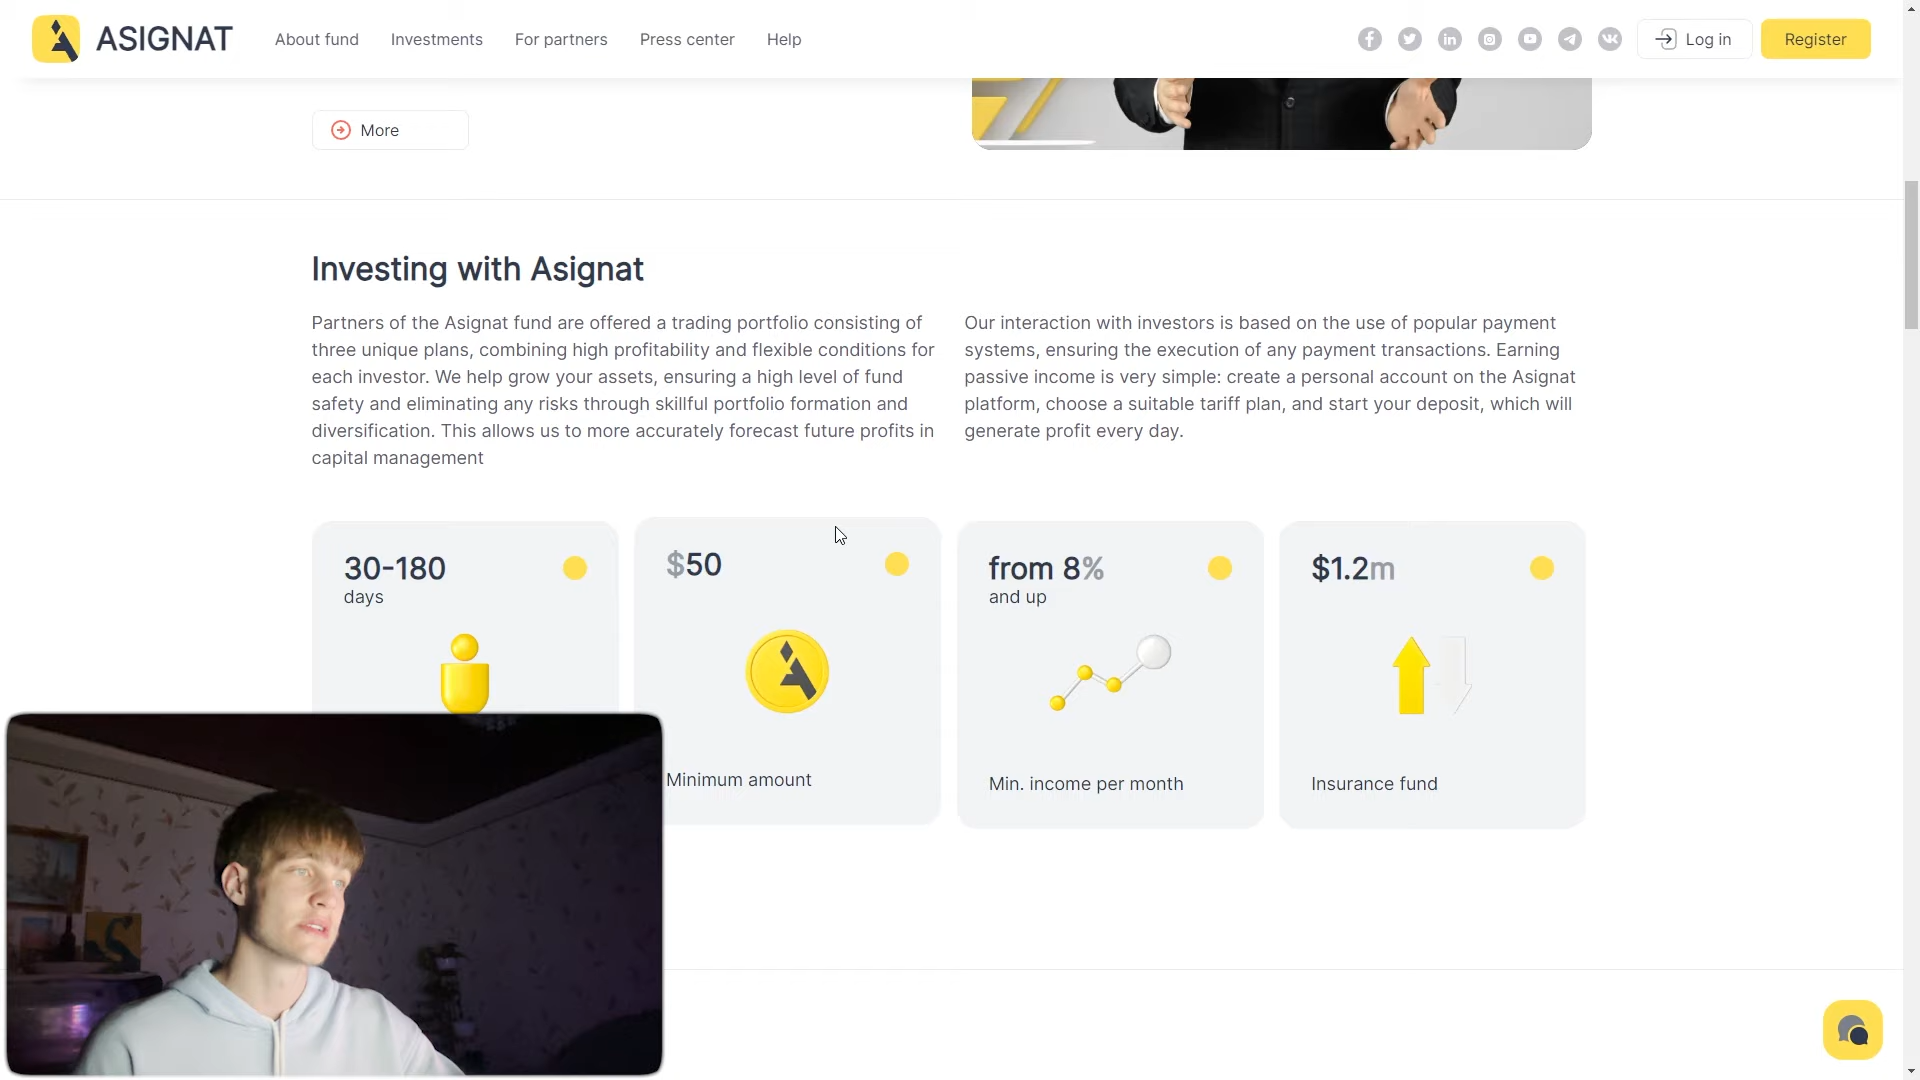 ASIGNAT
About fund
Investments
For partners
Press center
Help
Log in
Register
More
Investing with Asignat
Partners of the Asignat fund are offered a trading portfolio consisting of
three unique plans, combining high profitability and flexible conditions for
each investor. We help grow your assets, ensuring a high level of fund
safety and eliminating any risks through skillful portfolio formation and
diversification. This allows us to more accurately forecast future profits in
capital management
Our interaction with investors is based on the use of popular payment
systems, ensuring the execution of any payment transactions. Earning
passive income is very simple: create a personal account on the Asignat
platform, choose a suitable tariff plan, and start your deposit, which will
generate profit every day.
30-180
days
$50
Minimum amount
from 8%
and up
Min. income per month
$1.2m
Insurance fund